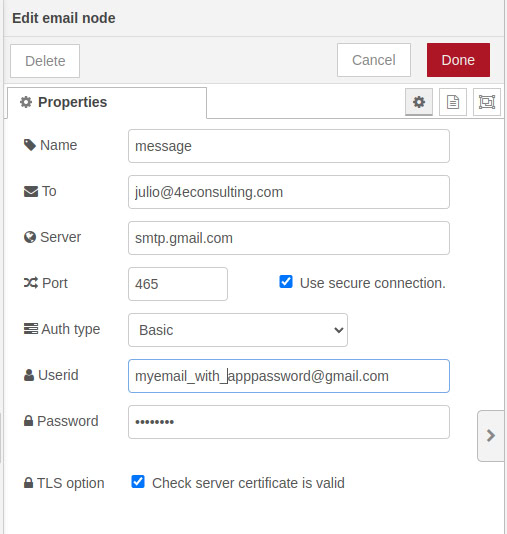 Edit email node
Delete Cancel Done
Properties
Name message
To julio@4econsulting.com
Server smtp.gmail.com
Port 465 Use secure connection.
Auth type Basic
Userid myemail_with_apppassword@gmail.com
Password ••••••••
TLS option Check server certificate is valid